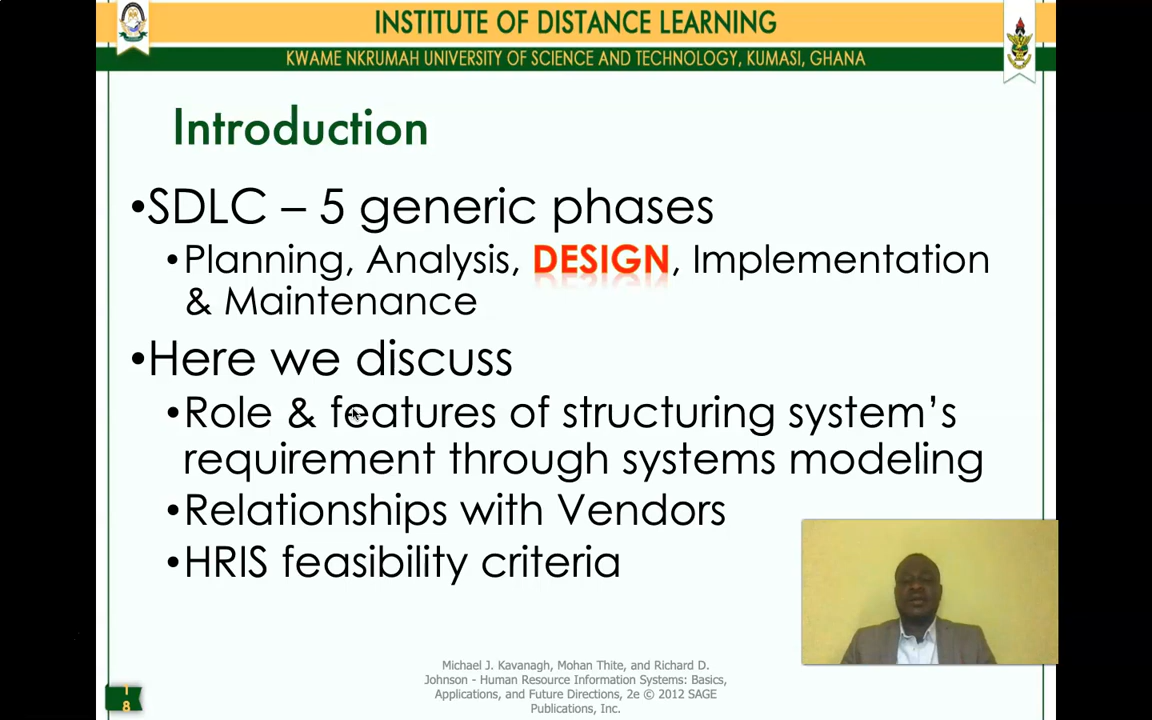 INSTITUTE OF DISTANCE LEARNING
KWAME NKRUMAH UNIVERSITY OF SCIENCE AND TECHNOLOGY, KUMASI, GHANA
Introduction
•SDLC – 5 generic phases
•Planning, Analysis, DESIGN, Implementation
& Maintenance
•Here we discuss
•Role & features of structuring system’s
requirement through systems modeling
•Relationships with Vendors
•HRIS feasibility criteria
Michael J. Kavanagh, Mohan Thite, and Richard D.
Johnson - Human Resource Information Systems: Basics,
Applications, and Future Directions, 2e © 2012 SAGE
Publications, Inc.
1
8